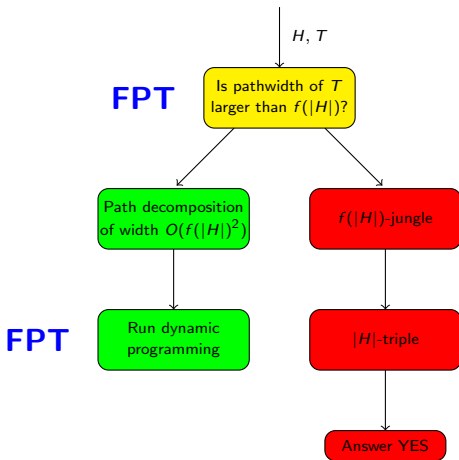 H, T
FPT
Is pathwidth of T
larger than f(|H|)?
Path decomposition
of width O(f(|H|)²)
f(|H|)-jungle
FPT
Run dynamic
programming
|H|-triple
Answer YES